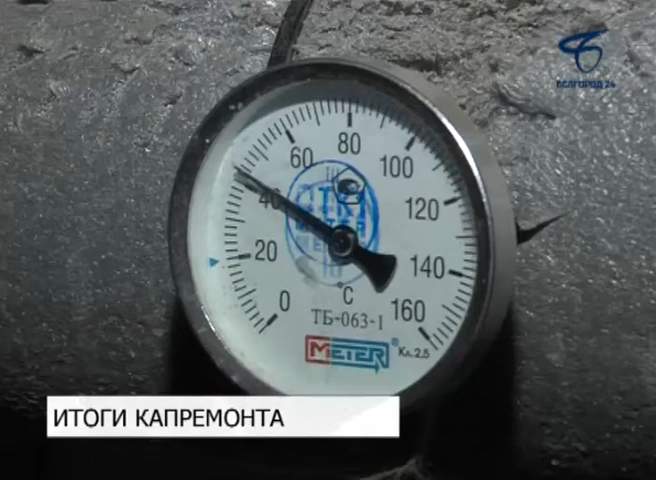 БЕЛГОРОД 24
80
60
100
40
120
20
140
0
°C
160
ТБ-063-1
METER®
Кл. 2,5
ИТОГИ КАПРЕМОНТА